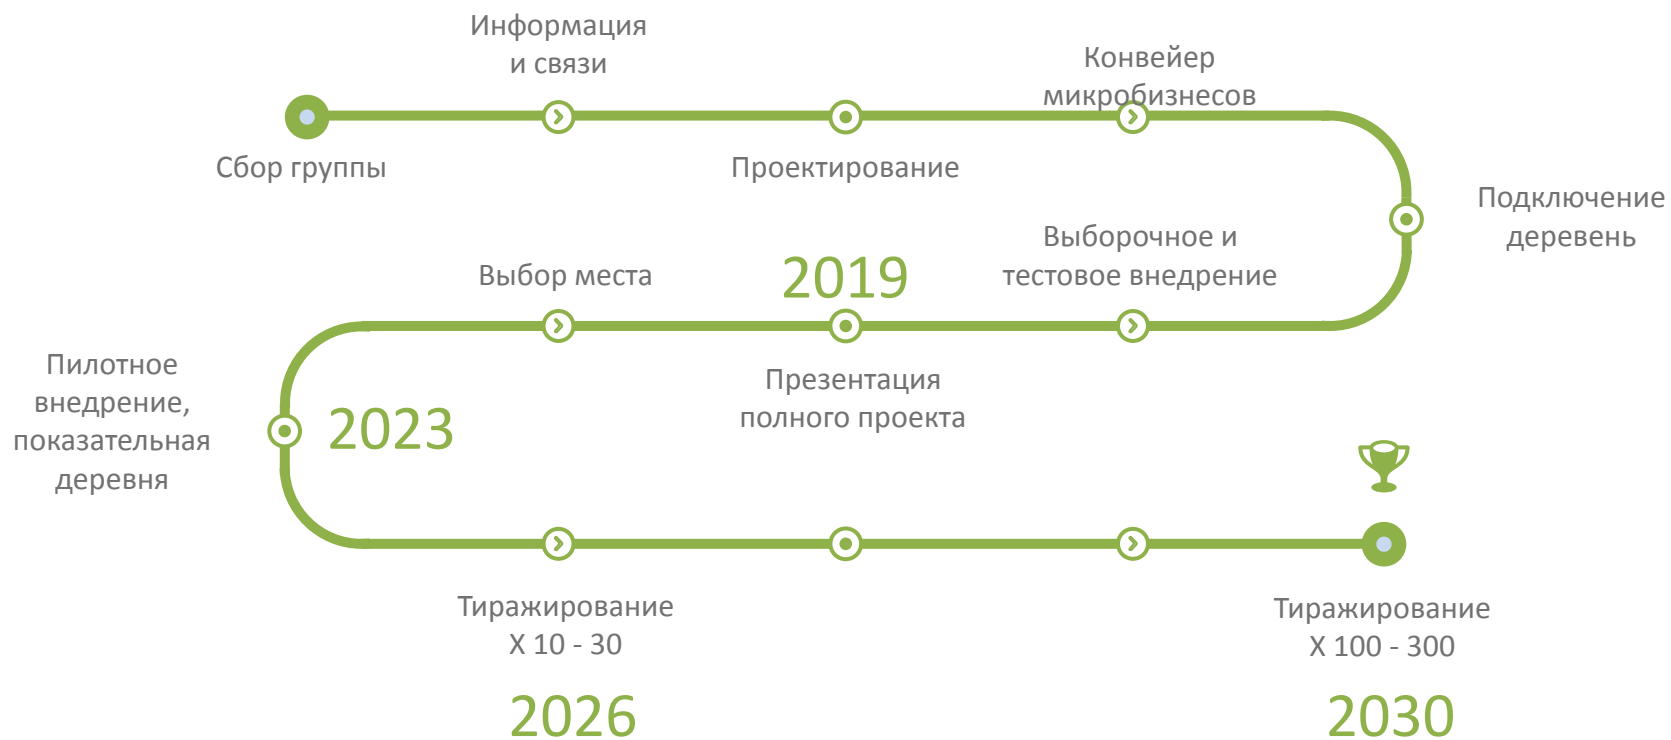 Информация
и связи
Конвейер
микробизнесов
Сбор группы
Проектирование
Подключение
деревень
Выборочное и
тестовое внедрение
2019
Выбор места
Презентация
полного проекта
Пилотное
внедрение,
показательная
деревня
2023
Тиражирование
X 10 - 30
2026
Тиражирование
X 100 - 300
2030